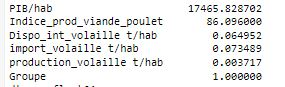 PIB/hab 17465.828702
Indice_prod_viande_poulet 86.096000
Dispo_int_volaille t/hab 0.064952
import_volaille t/hab 0.073489
production_volaille t/hab 0.003717
Groupe 1.000000